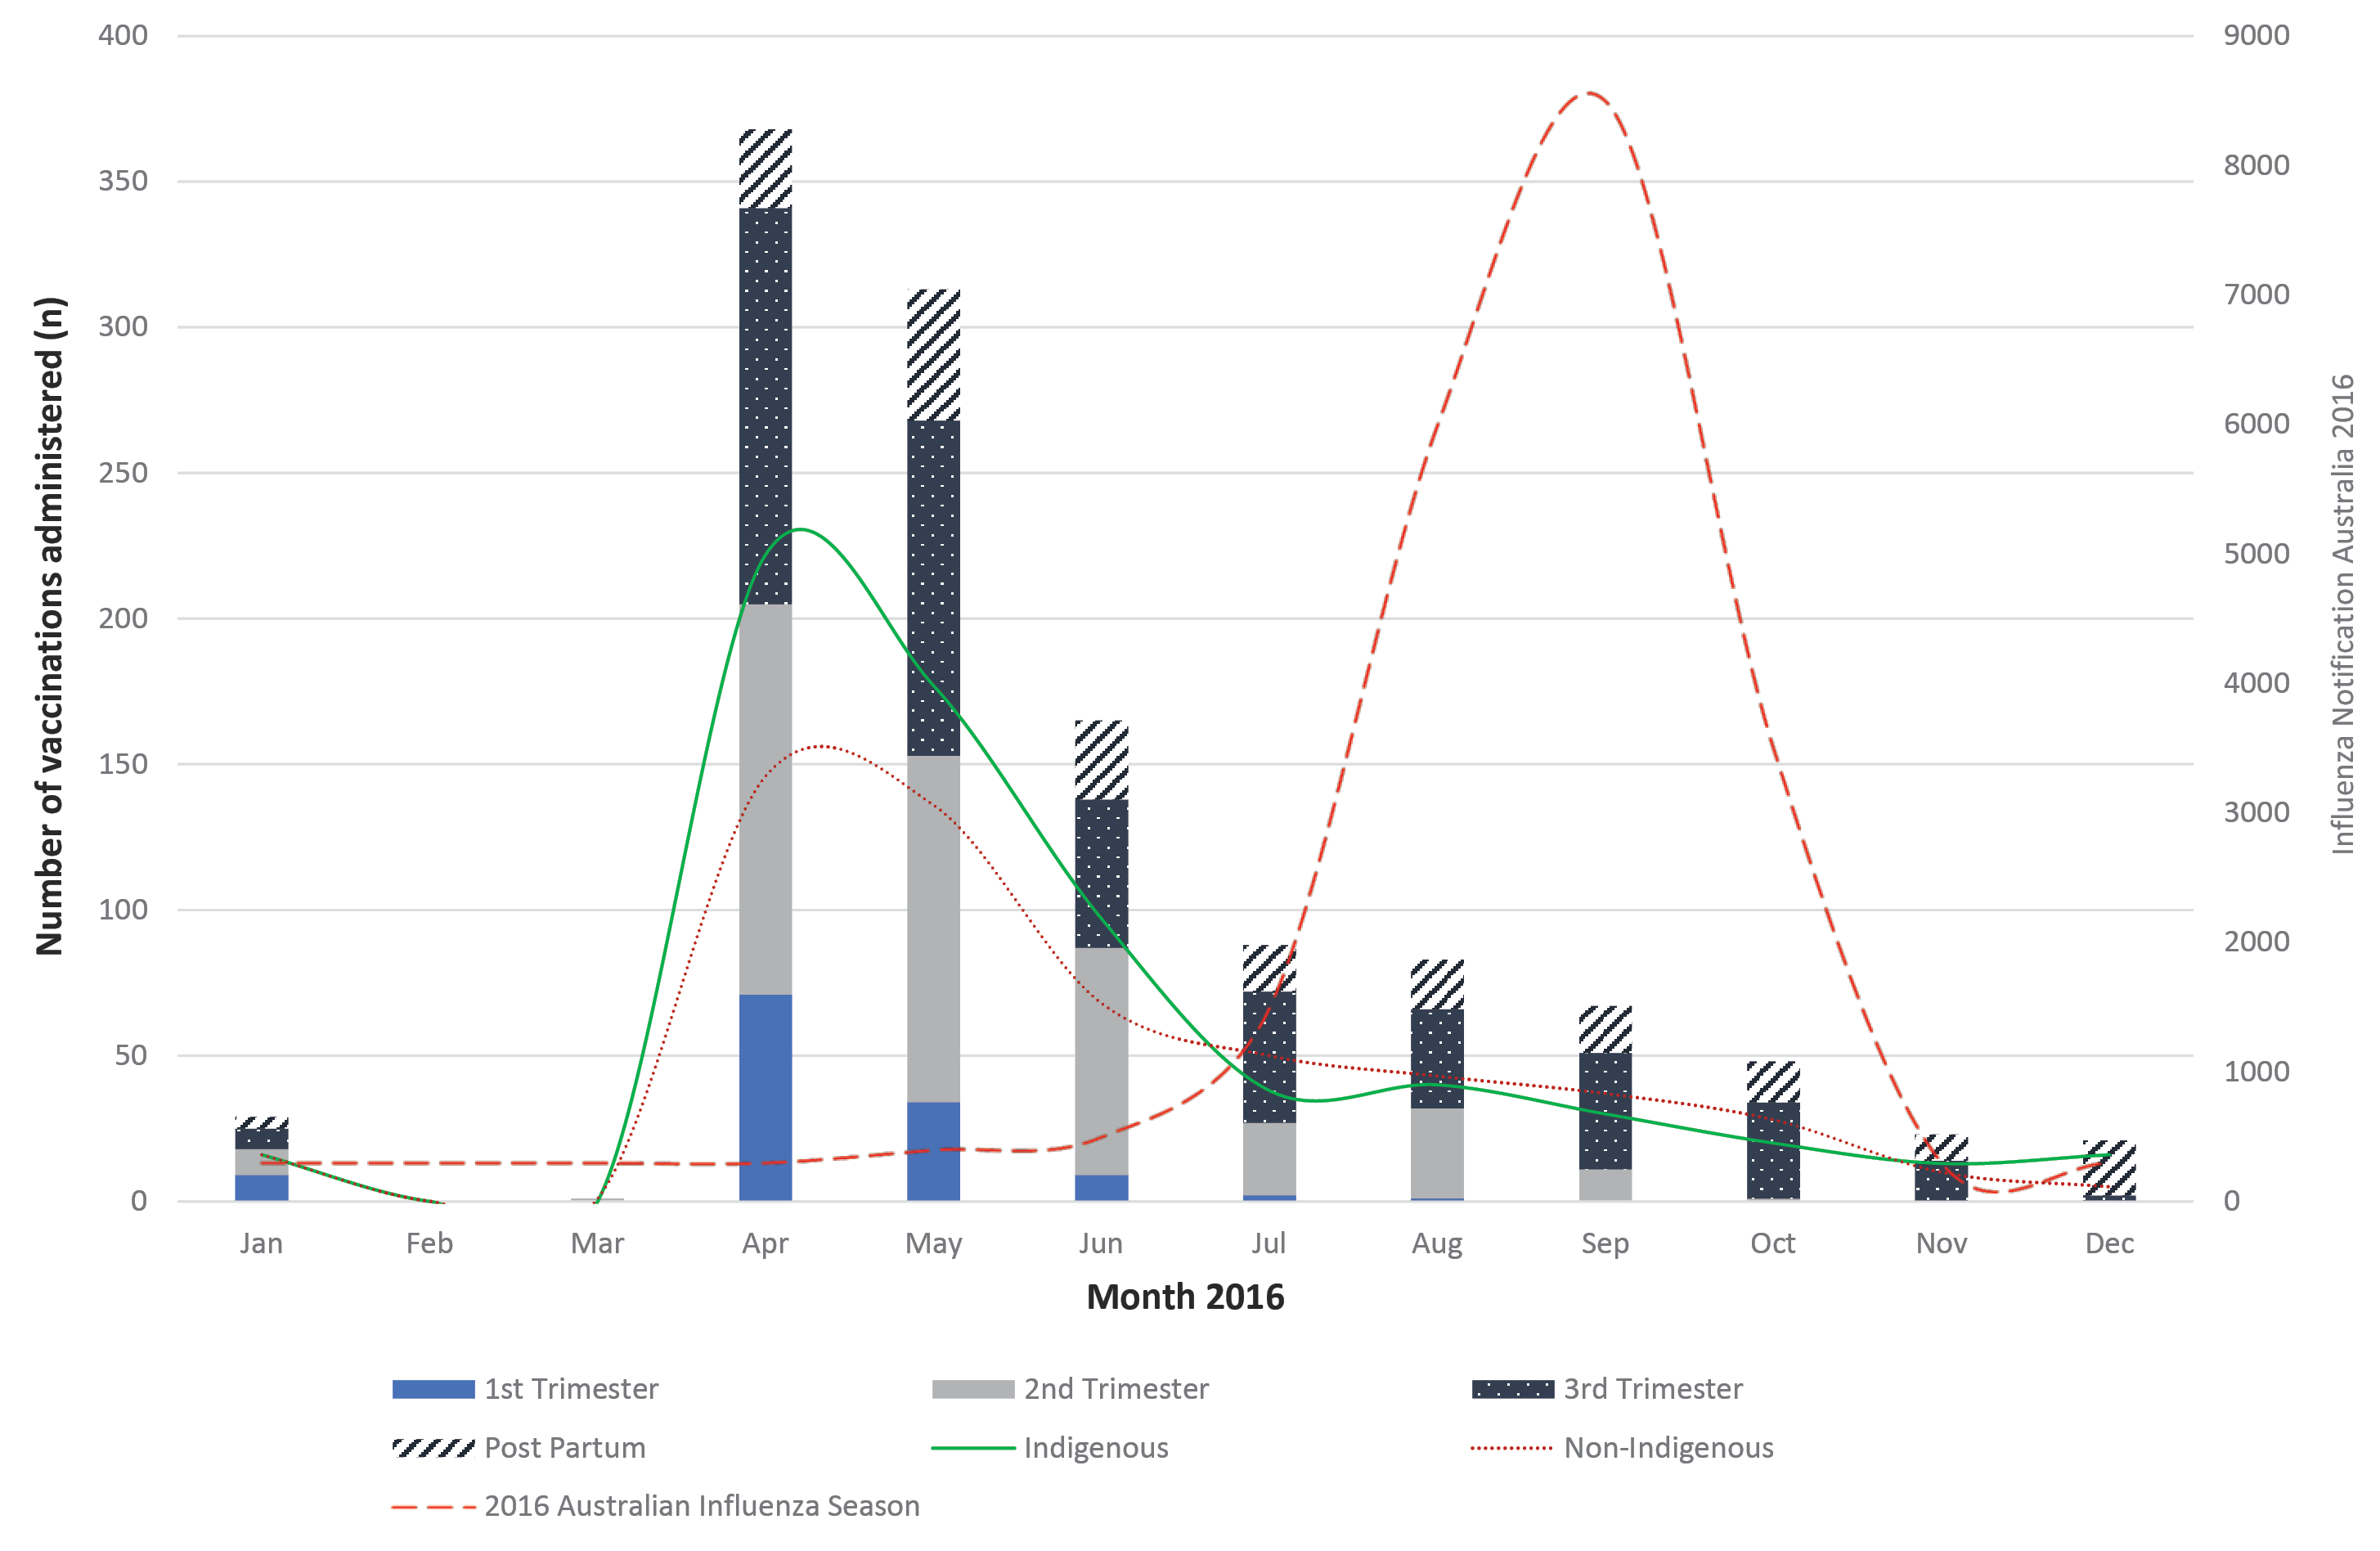 400
350
300
250
200
150
100
50
0
Number of vaccinations administered (n)
9000
8000
7000
6000
5000
4000
3000
2000
1000
0
Influenza Notification Australia 2016
Jan Feb Mar Apr May Jun Jul Aug Sep Oct Nov Dec
Month 2016
1st Trimester 2nd Trimester 3rd Trimester
Post Partum Indigenous Non-Indigenous
2016 Australian Influenza Season